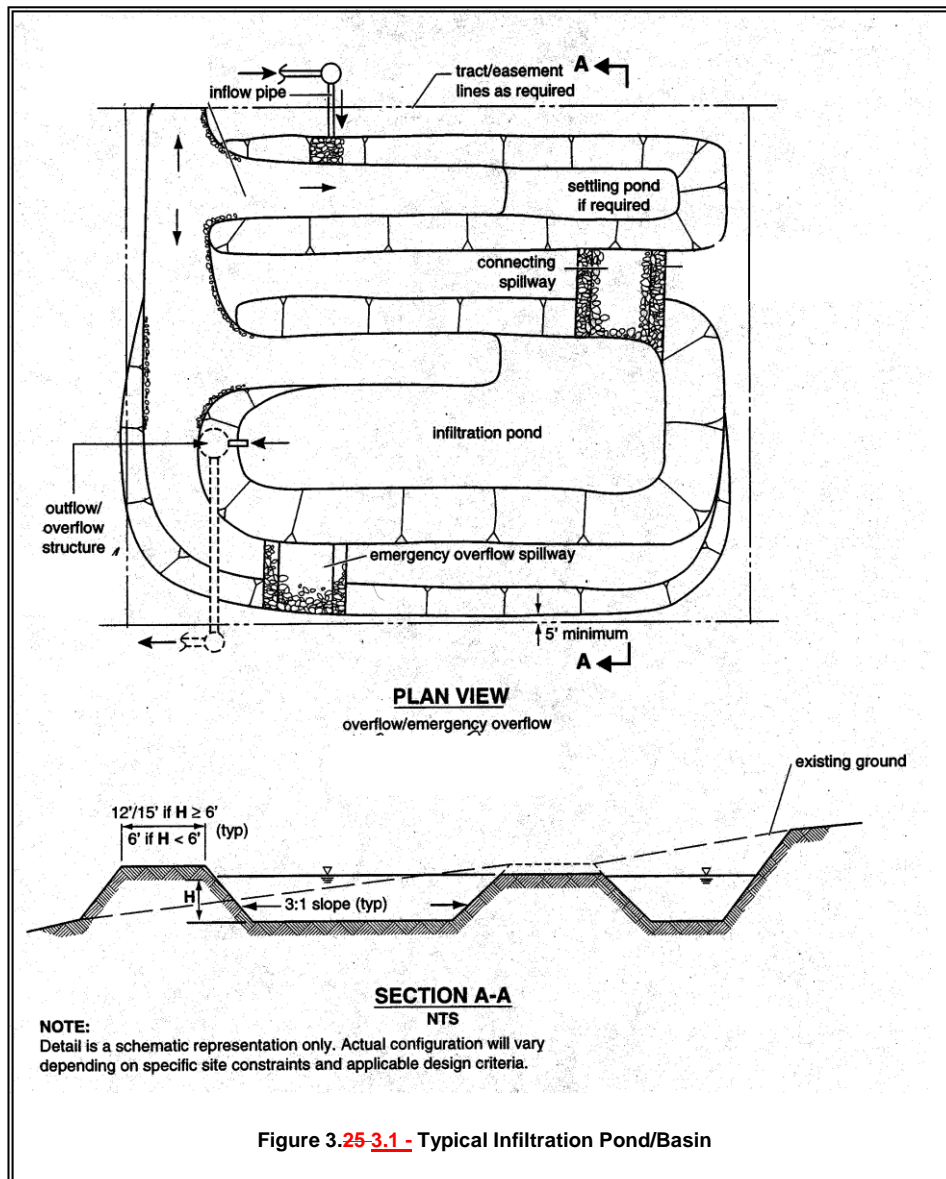 A
tract/easement
lines as required
inflow pipe
settling pond
if required
connecting
spillway
infiltration pond
outflow/
overflow
structure
emergency overflow spillway
5' minimum
A
PLAN VIEW
overflow/emergency overflow
existing ground
12'/15' if H ≥ 6'
6' if H < 6'
(typ)
H
3:1 slope (typ)
SECTION A-A
NTS
NOTE:
Detail is a schematic representation only. Actual configuration will vary
depending on specific site constraints and applicable design criteria.
Figure 3.25 3.1 - Typical Infiltration Pond/Basin